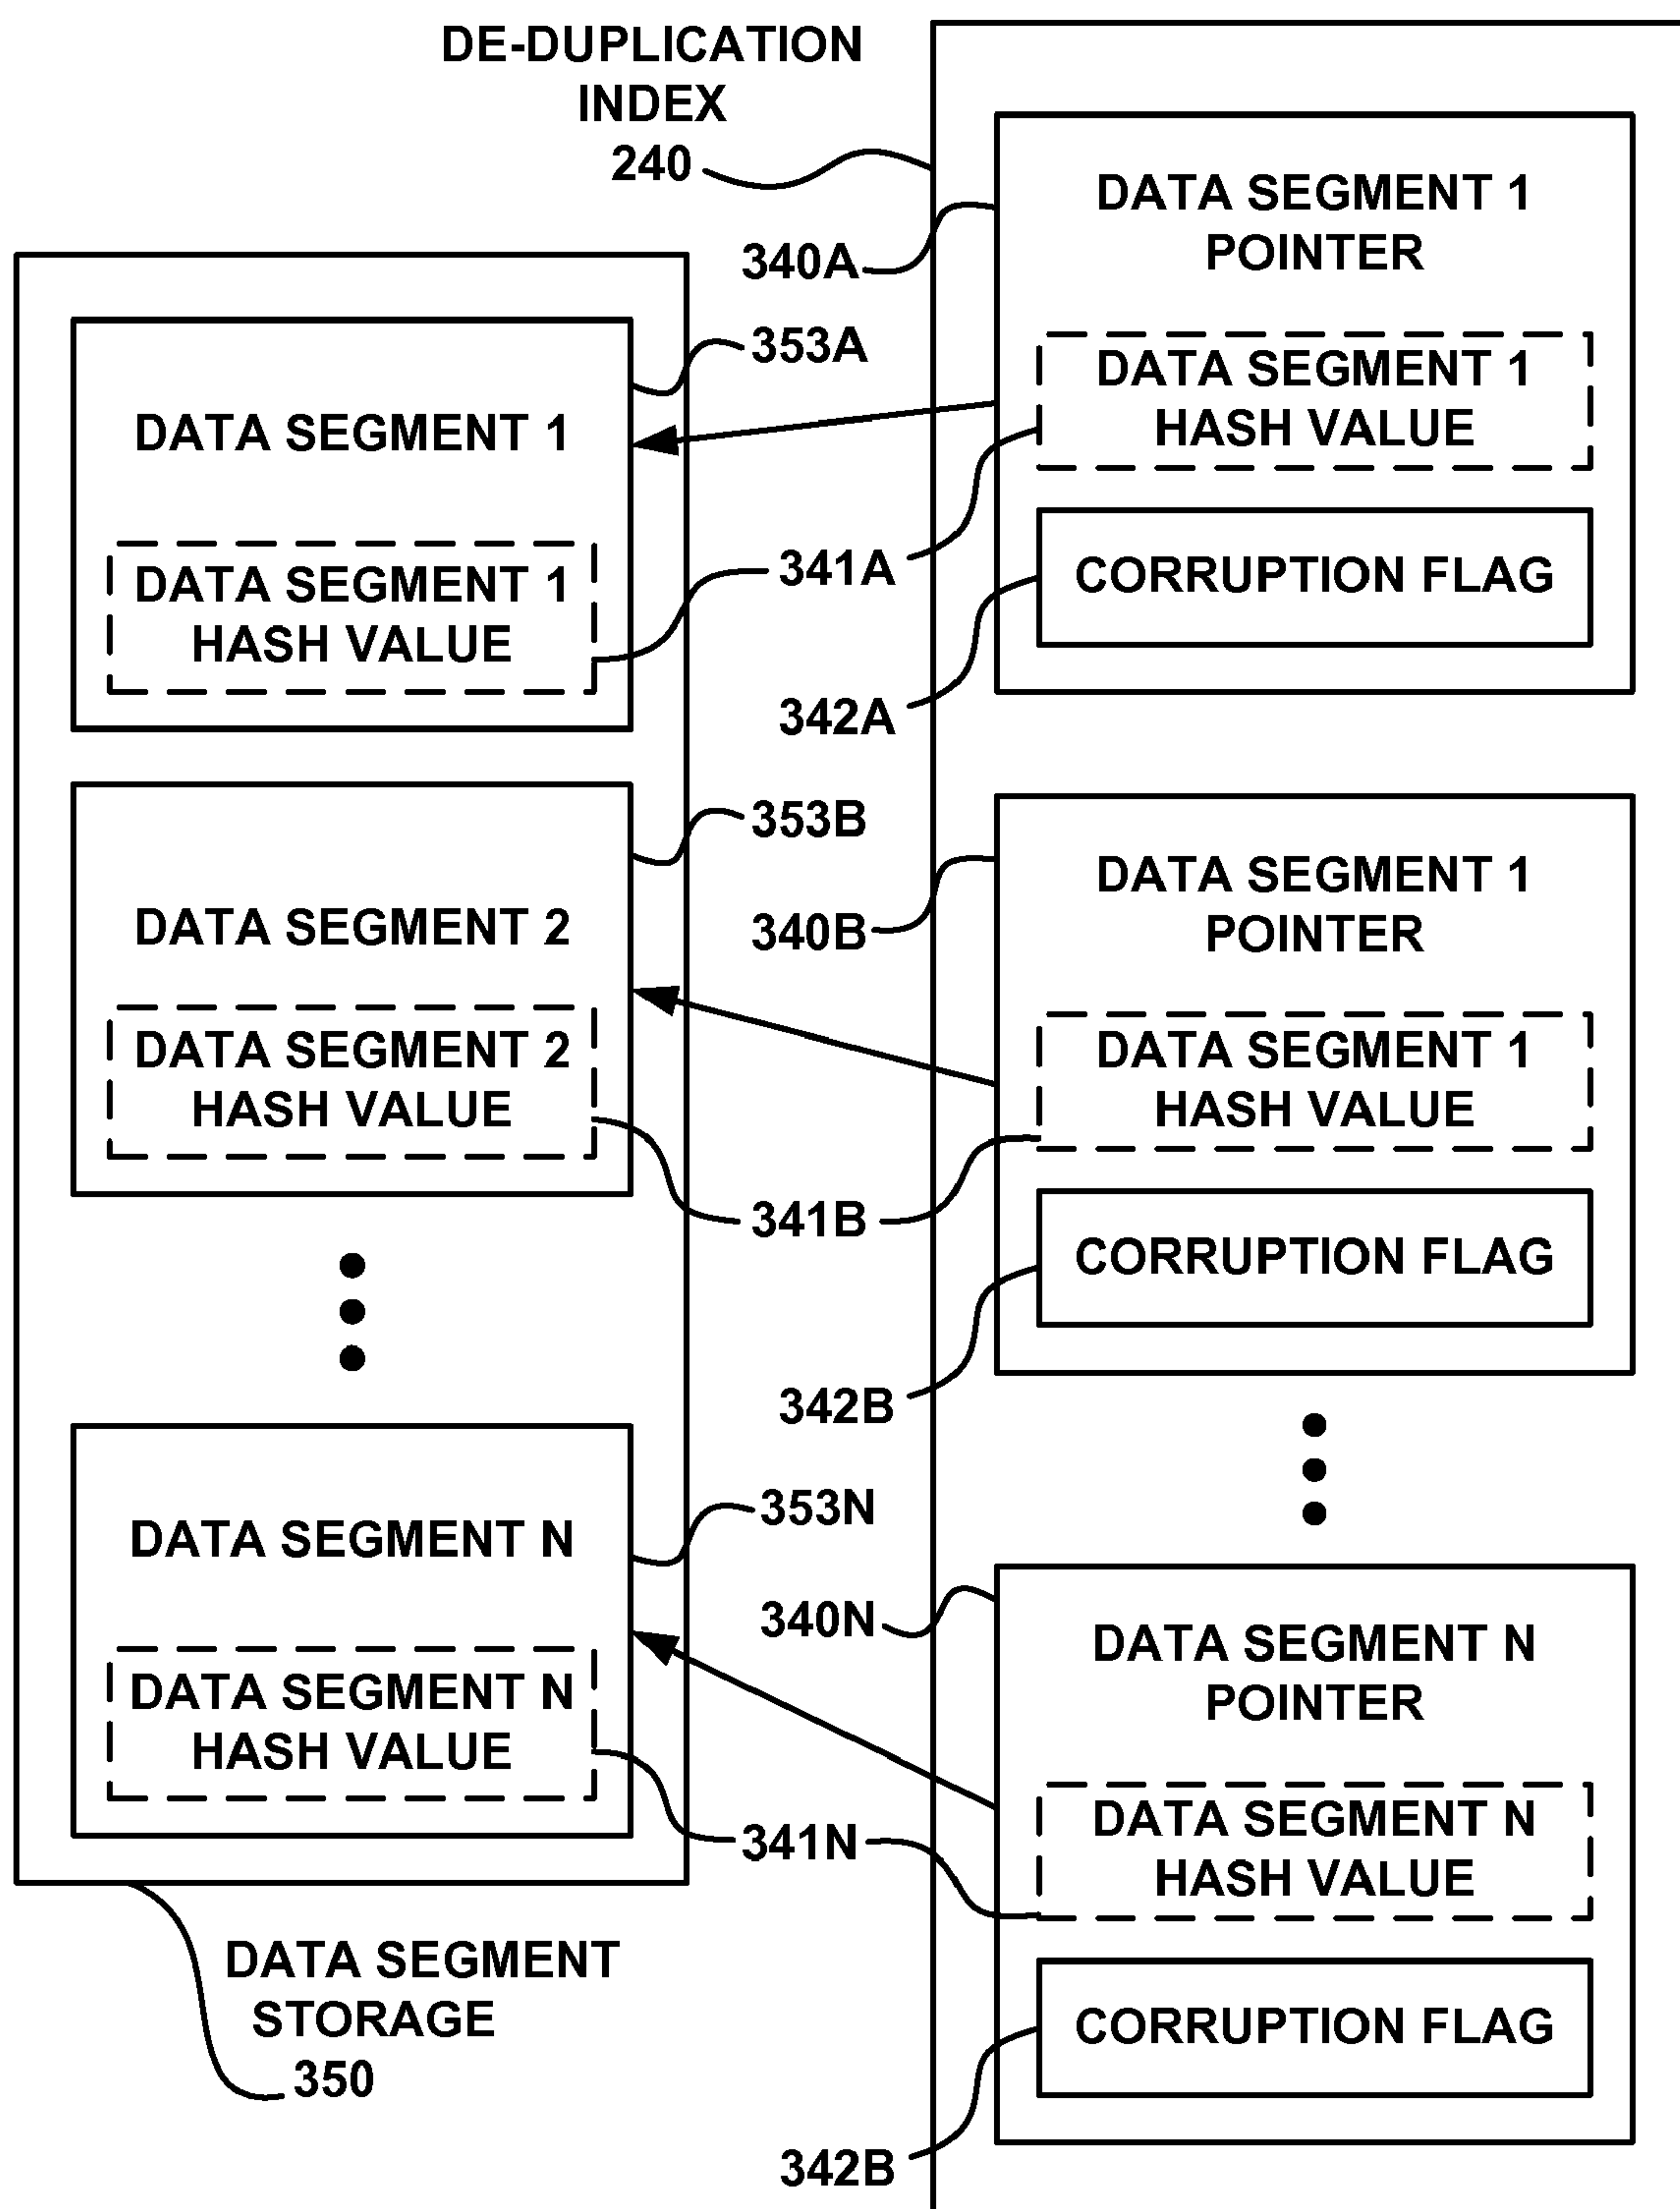 DE-DUPLICATION
INDEX
240
DATA SEGMENT 1
POINTER
340A
353A
DATA SEGMENT 1
HASH VALUE
DATA SEGMENT 1
341A
CORRUPTION FLAG
DATA SEGMENT 1
HASH VALUE
342A
353B
DATA SEGMENT 1
POINTER
340B
DATA SEGMENT 2
DATA SEGMENT 2
HASH VALUE
DATA SEGMENT 1
HASH VALUE
341B
CORRUPTION FLAG
342B
353N
DATA SEGMENT N
340N
DATA SEGMENT N
POINTER
DATA SEGMENT N
HASH VALUE
341N
DATA SEGMENT N
HASH VALUE
DATA SEGMENT
STORAGE
350
CORRUPTION FLAG
342B